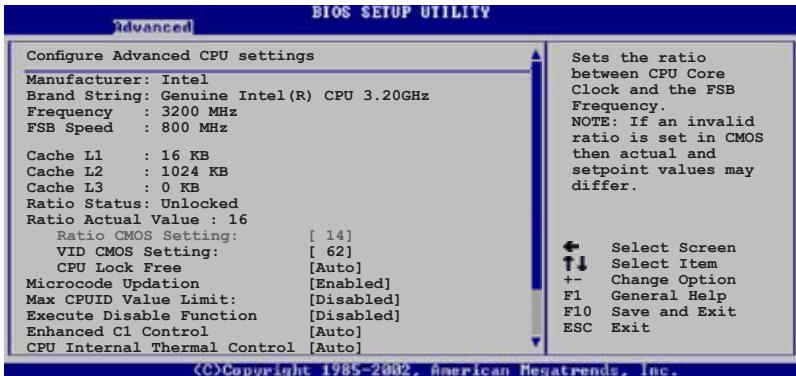 BIOS SETUP UTILITY
Advanced
Configure Advanced CPU settings
Manufacturer: Intel
Brand String: Genuine Intel(R) CPU 3.20GHz
Frequency : 3200 MHz
FSB Speed : 800 MHz
Cache L1 : 16 KB
Cache L2 : 1024 KB
Cache L3 : 0 KB
Ratio Status: Unlocked
Ratio Actual Value : 16
Ratio CMOS Setting: [ 14]
VID CMOS Setting: [ 62]
CPU Lock Free [Auto]
Microcode Updation [Enabled]
Max CPUID Value Limit: [Disabled]
Execute Disable Function [Disabled]
Enhanced C1 Control [Auto]
CPU Internal Thermal Control [Auto]
Sets the ratio
between CPU Core
Clock and the FSB
Frequency.
NOTE: If an invalid
ratio is set in CMOS
then actual and
setpoint values may
differ.
Select Screen
Select Item
+- Change Option
F1 General Help
F10 Save and Exit
ESC Exit
(C)Copyright 1985-2002, American Megatrends, Inc.